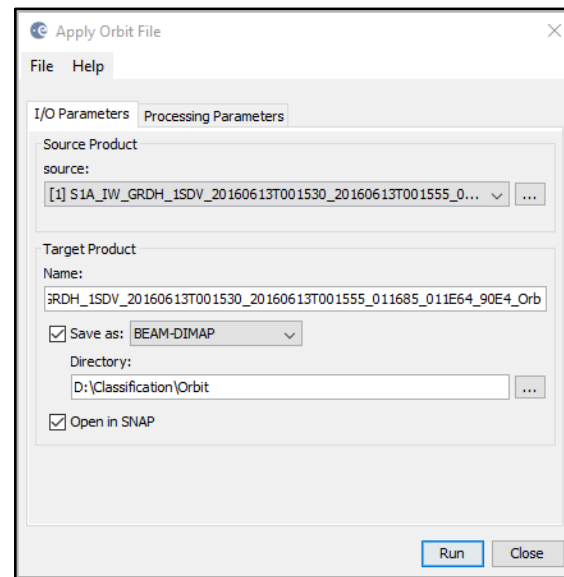 Apply Orbit File
File Help
I/O Parameters Processing Parameters
Source Product
source:
[1] S1A_IW_GRDH_1SDV_20160613T001530_20160613T001555_0... ...
Target Product
Name:
GRDH_1SDV_20160613T001530_20160613T001555_011685_011E64_90E4_Orb
Save as: BEAM-DIMAP
Directory:
D:\Classification\Orbit ...
Open in SNAP
Run Close